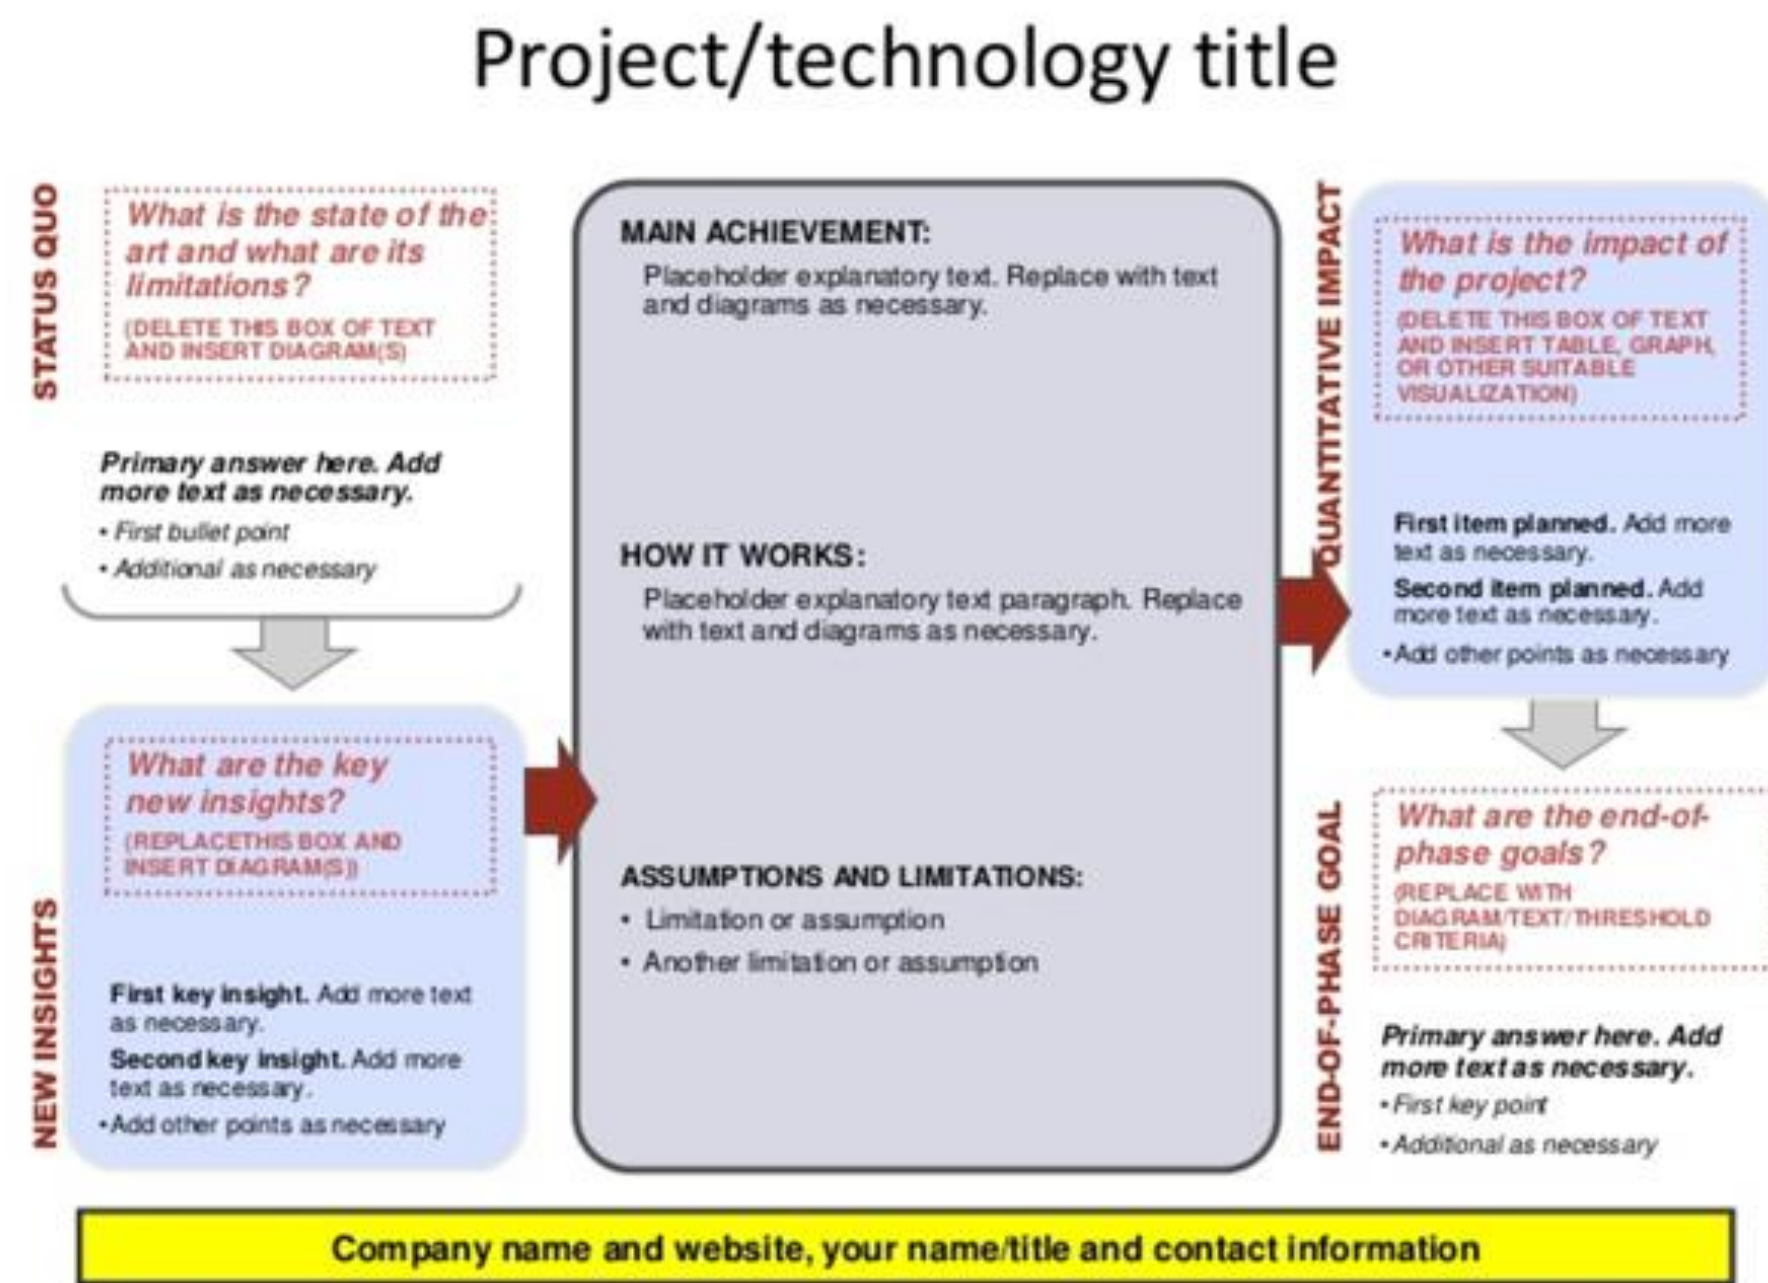 Project/technology title
STATUS QUO
What is the state of the
art and what are its
limitations?
(DELETE THIS BOX OF TEXT
AND INSERT DIAGRAM(S)
Primary answer here. Add
more text as necessary.
• First bullet point
• Additional as necessary
NEW INSIGHTS
What are the key
new insights?
(REPLACETHIS BOX AND
INSERT DIAGRAM(S))
First key insight. Add more text
as necessary.
Second key insight. Add more
text as necessary.
•Add other points as necessary
MAIN ACHIEVEMENT:
Placeholder explanatory text. Replace with text
and diagrams as necessary.
HOW IT WORKS:
Placeholder explanatory text paragraph. Replace
with text and diagrams as necessary.
ASSUMPTIONS AND LIMITATIONS:
• Limitation or assumption
• Another limitation or assumption
QUANTITATIVE IMPACT
What is the impact of
the project?
(DELETE THIS BOX OF TEXT
AND INSERT TABLE, GRAPH,
OR OTHER SUITABLE
VISUALIZATION)
First item planned. Add more
text as necessary.
Second item planned. Add
more text as necessary.
•Add other points as necessary
END-OF-PHASE GOAL
What are the end-of-
phase goals?
(REPLACE WITH
DIAGRAM/TEXT/THRESHOLD
CRITERIA)
Primary answer here. Add
more text as necessary.
• First key point
• Additional as necessary
Company name and website, your name/title and contact information